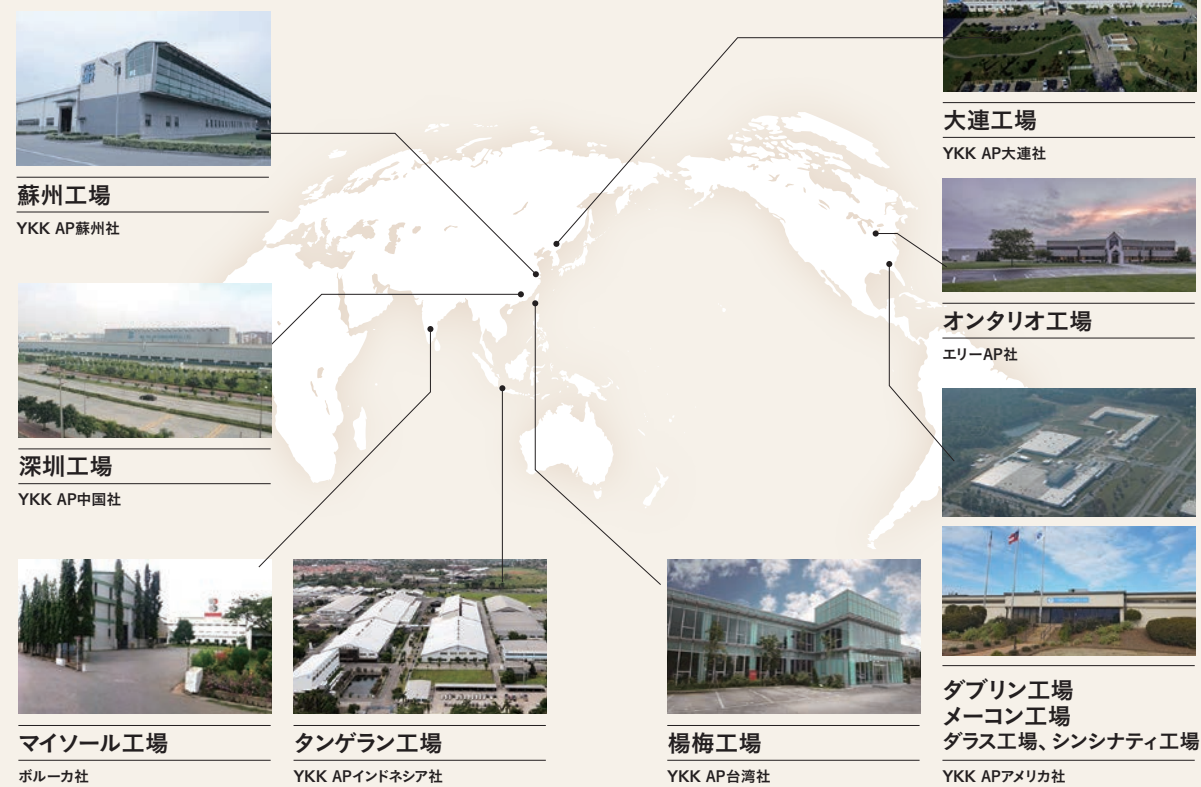 大連工場
YKK AP大連社
蘇州工場
YKK AP蘇州社
オンタリオ工場
エリーAP社
深圳工場
YKK AP中国社
マイソール工場
ボルーカ社
タンゲラン工場
YKK APインドネシア社
楊梅工場
YKK AP台湾社
ダブリン工場
メーコン工場
ダラス工場、シンシナティ工場
YKK APアメリカ社